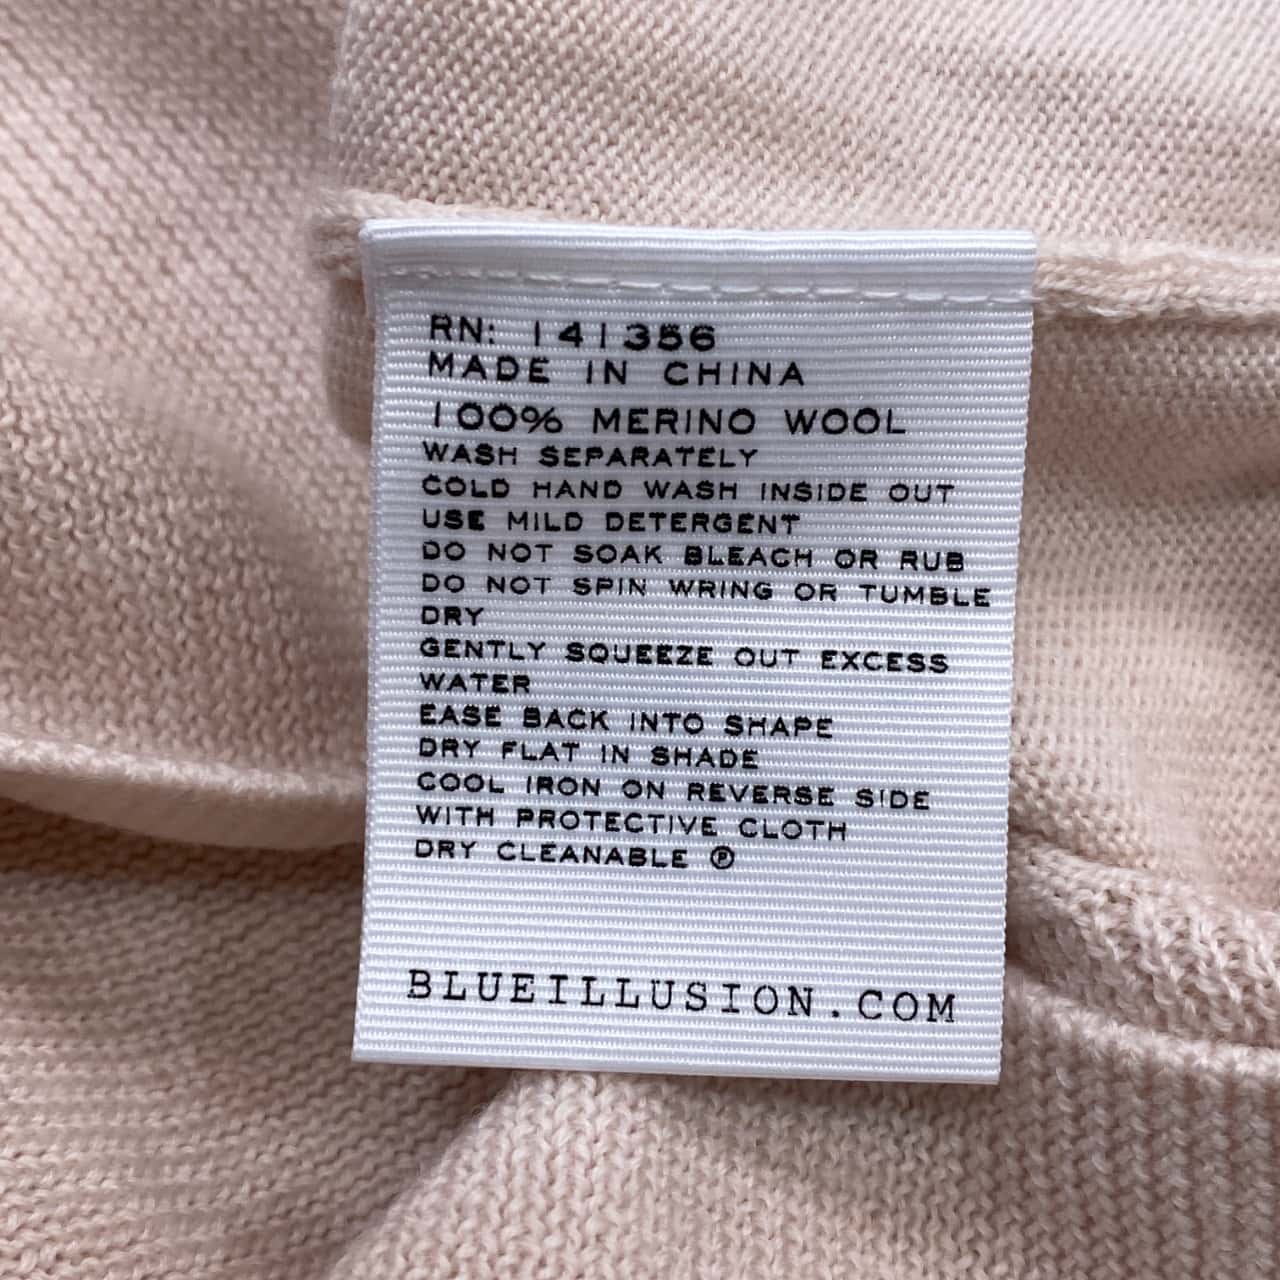 RN: 141356
MADE IN CHINA
100% MERINO WOOL
WASH SEPARATELY
COLD HAND WASH INSIDE OUT
USE MILD DETERGENT
DO NOT SOAK BLEACH OR RUB
DO NOT SPIN WRING OR TUMBLE
DRY
GENTLY SQUEEZE OUT EXCESS
WATER
EASE BACK INTO SHAPE
DRY FLAT IN SHADE
COOL IRON ON REVERSE SIDE
WITH PROTECTIVE CLOTH
DRY CLEANABLE Ⓟ
BLUEILLUSION.COM